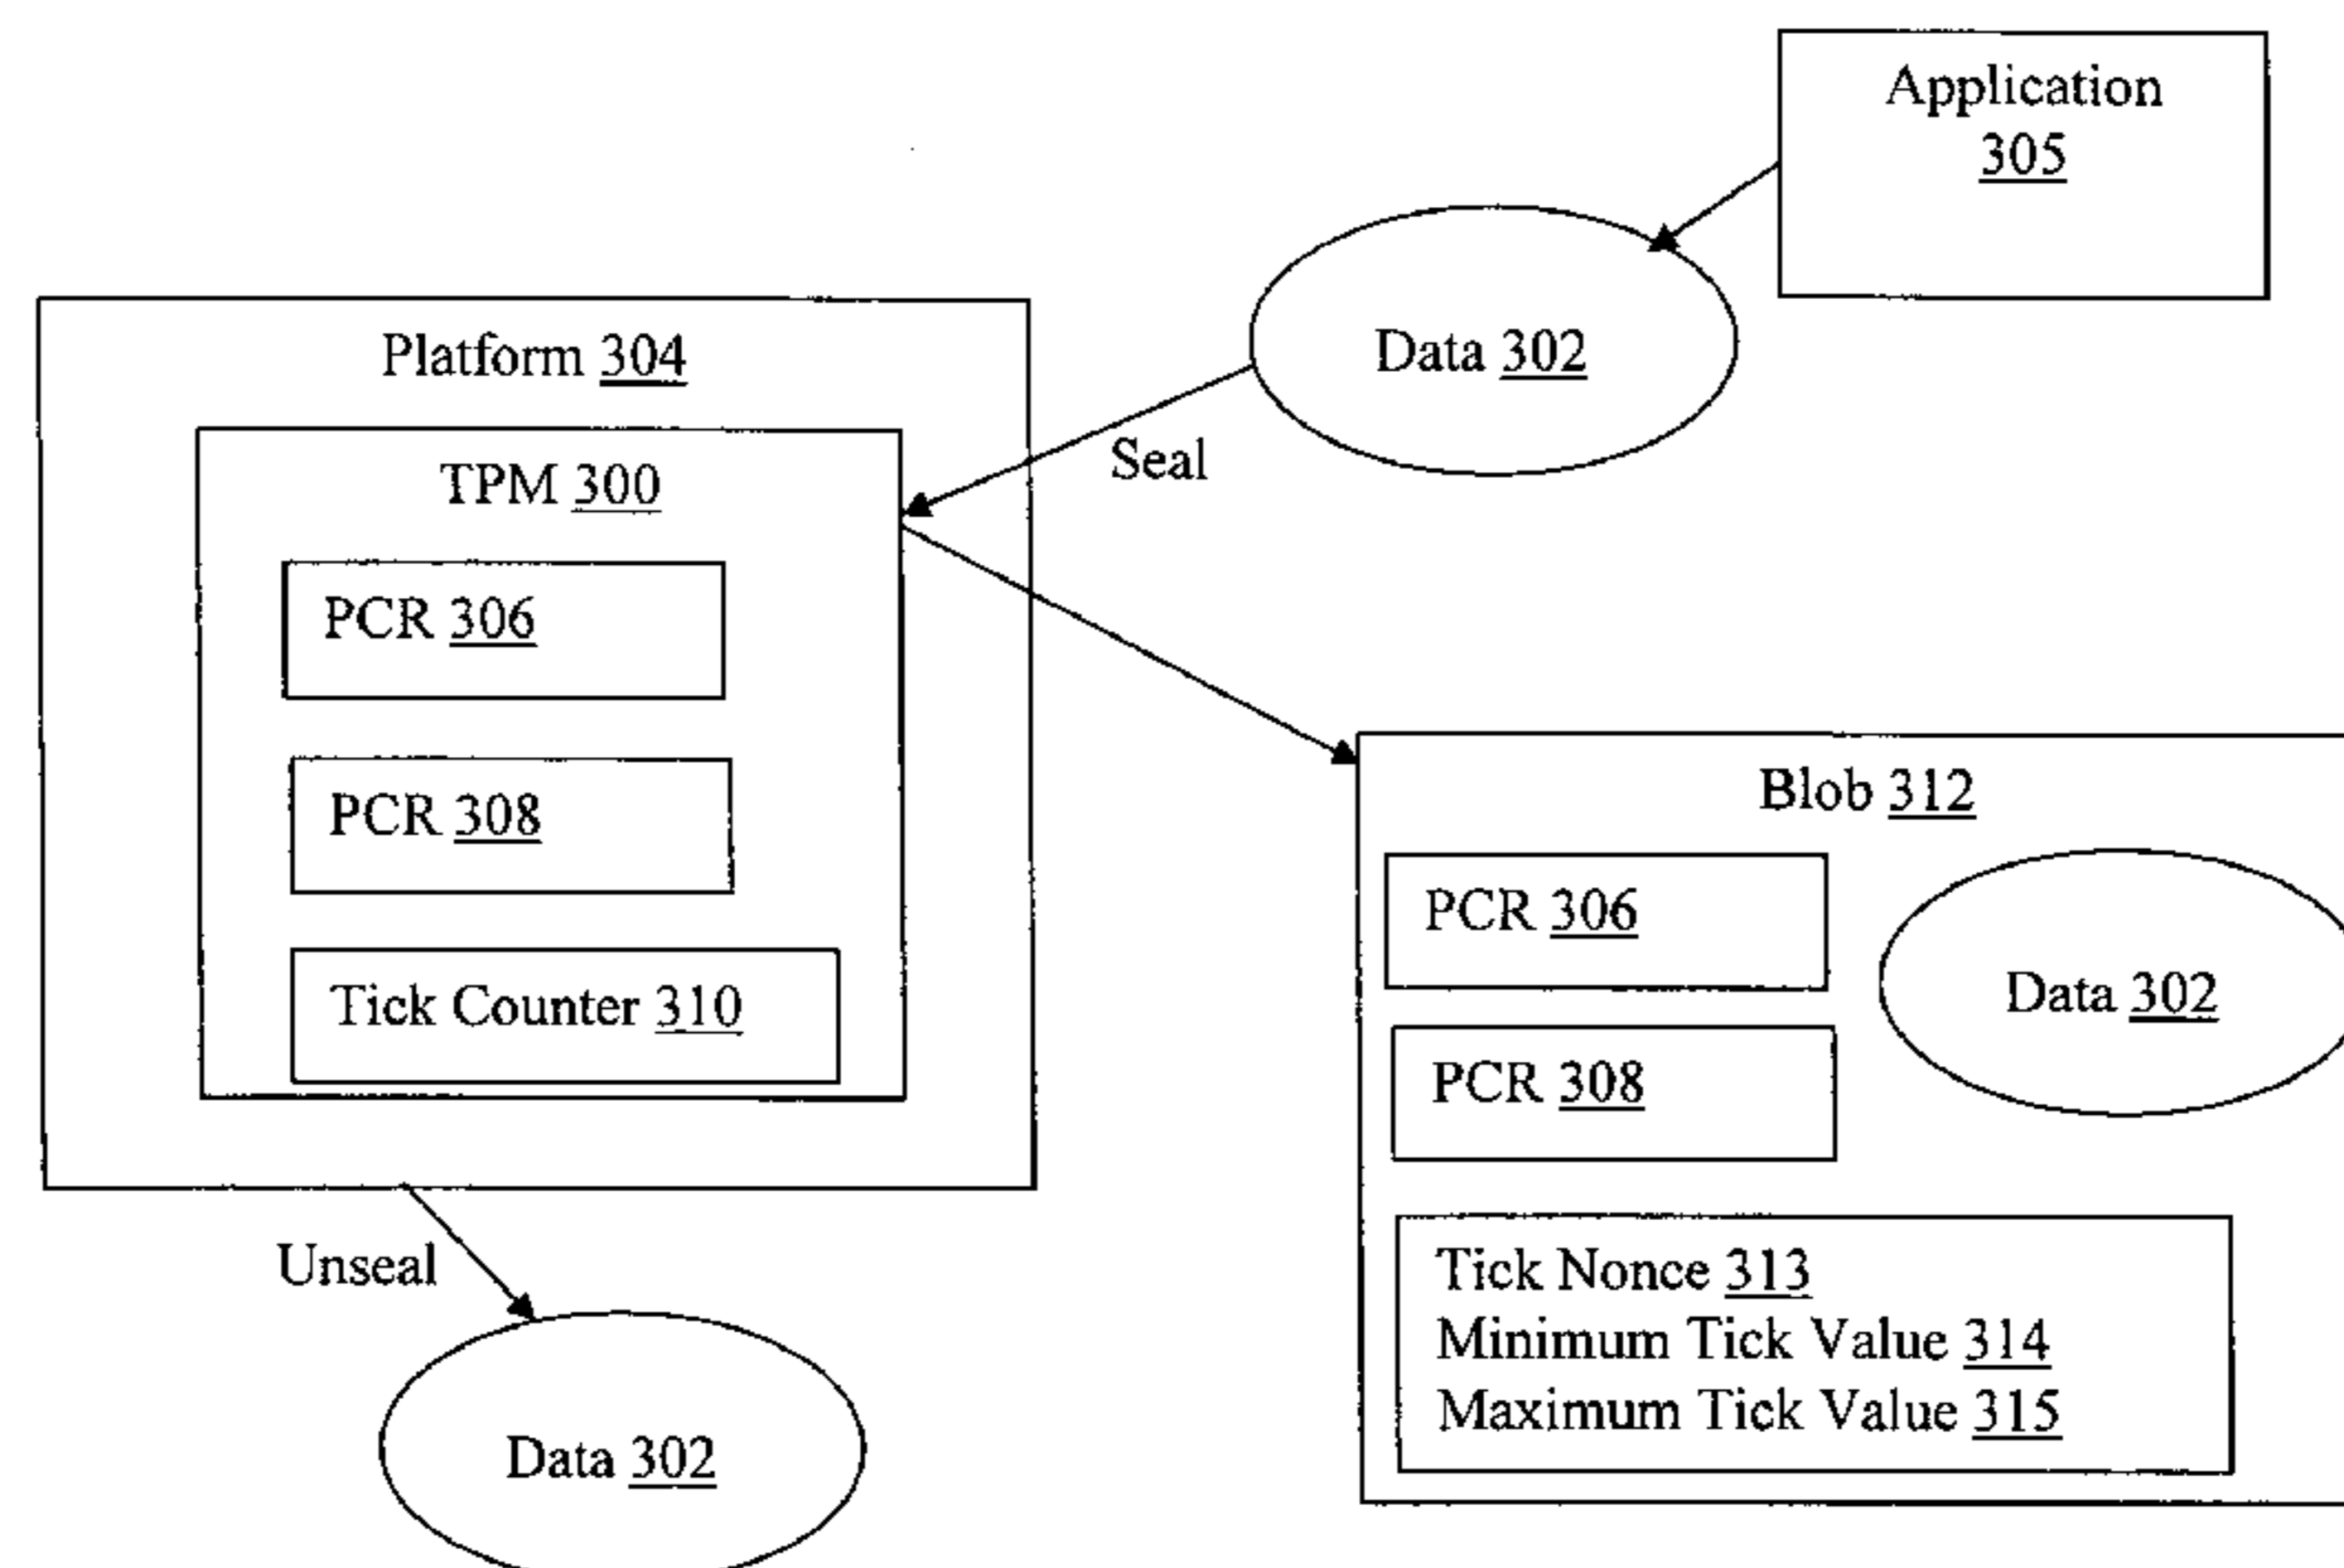 Application
305
Data 302
Platform 304
Seal
TPM 300
PCR 306
PCR 308
Tick Counter 310
Blob 312
PCR 306
Data 302
PCR 308
Unseal
Tick Nonce 313
Minimum Tick Value 314
Maximum Tick Value 315
Data 302